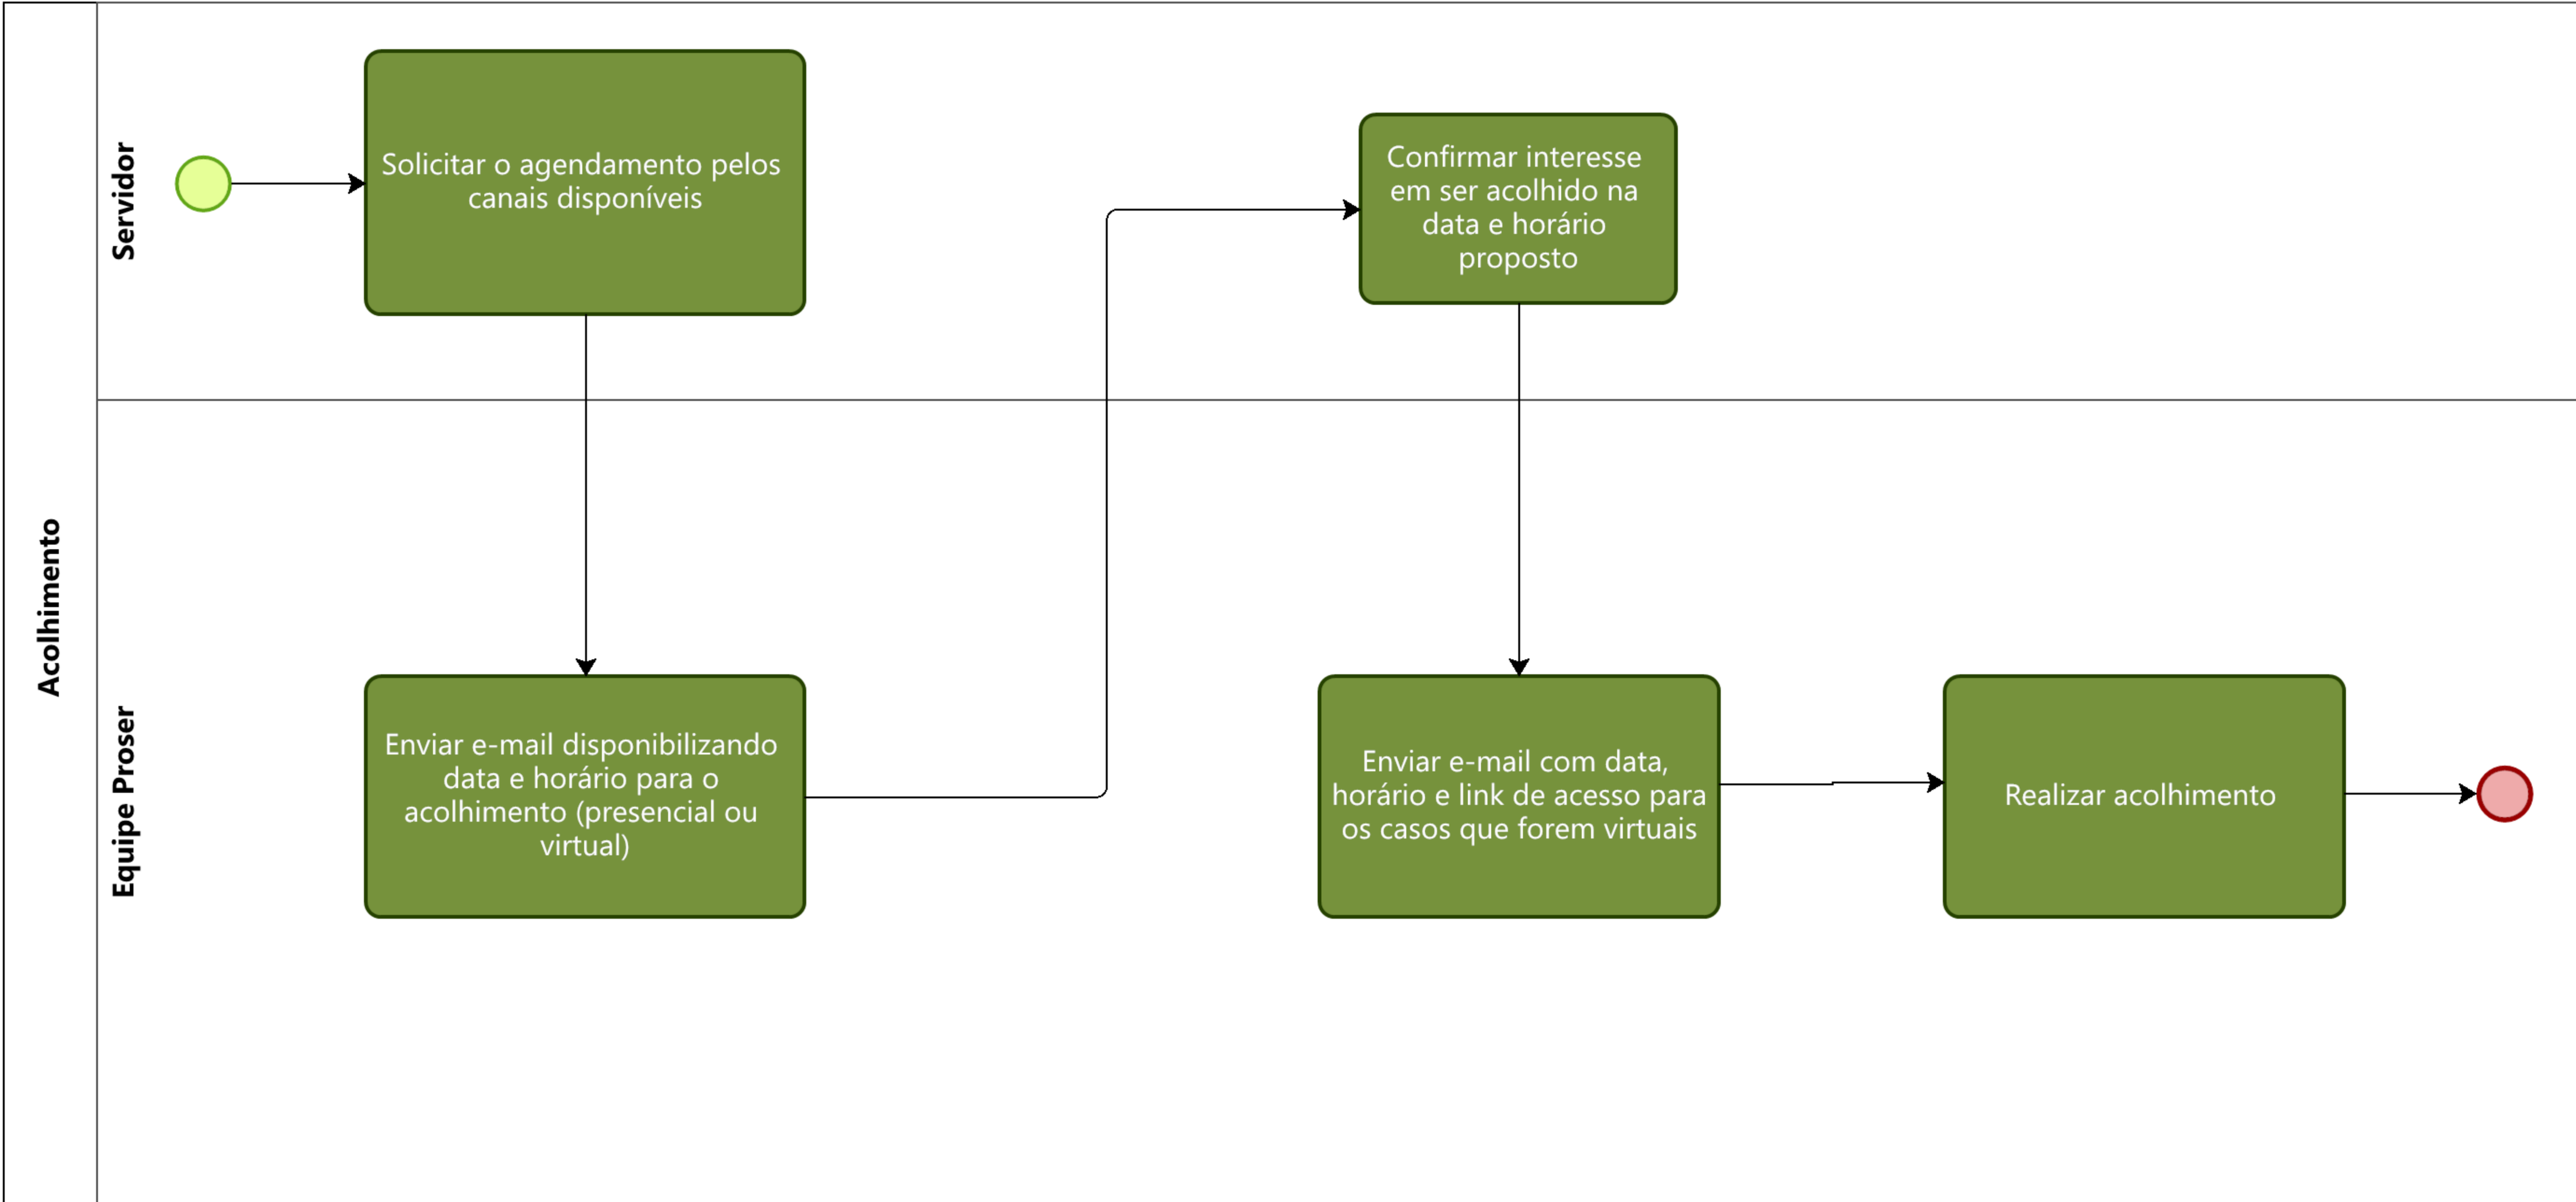 Acolhimento
Servidor
Solicitar o agendamento pelos
canais disponíveis
Confirmar interesse
em ser acolhido na
data e horário
proposto
Equipe Proser
Enviar e-mail disponibilizando
data e horário para o
acolhimento (presencial ou
virtual)
Enviar e-mail com data,
horário e link de acesso para
os casos que forem virtuais
Realizar acolhimento